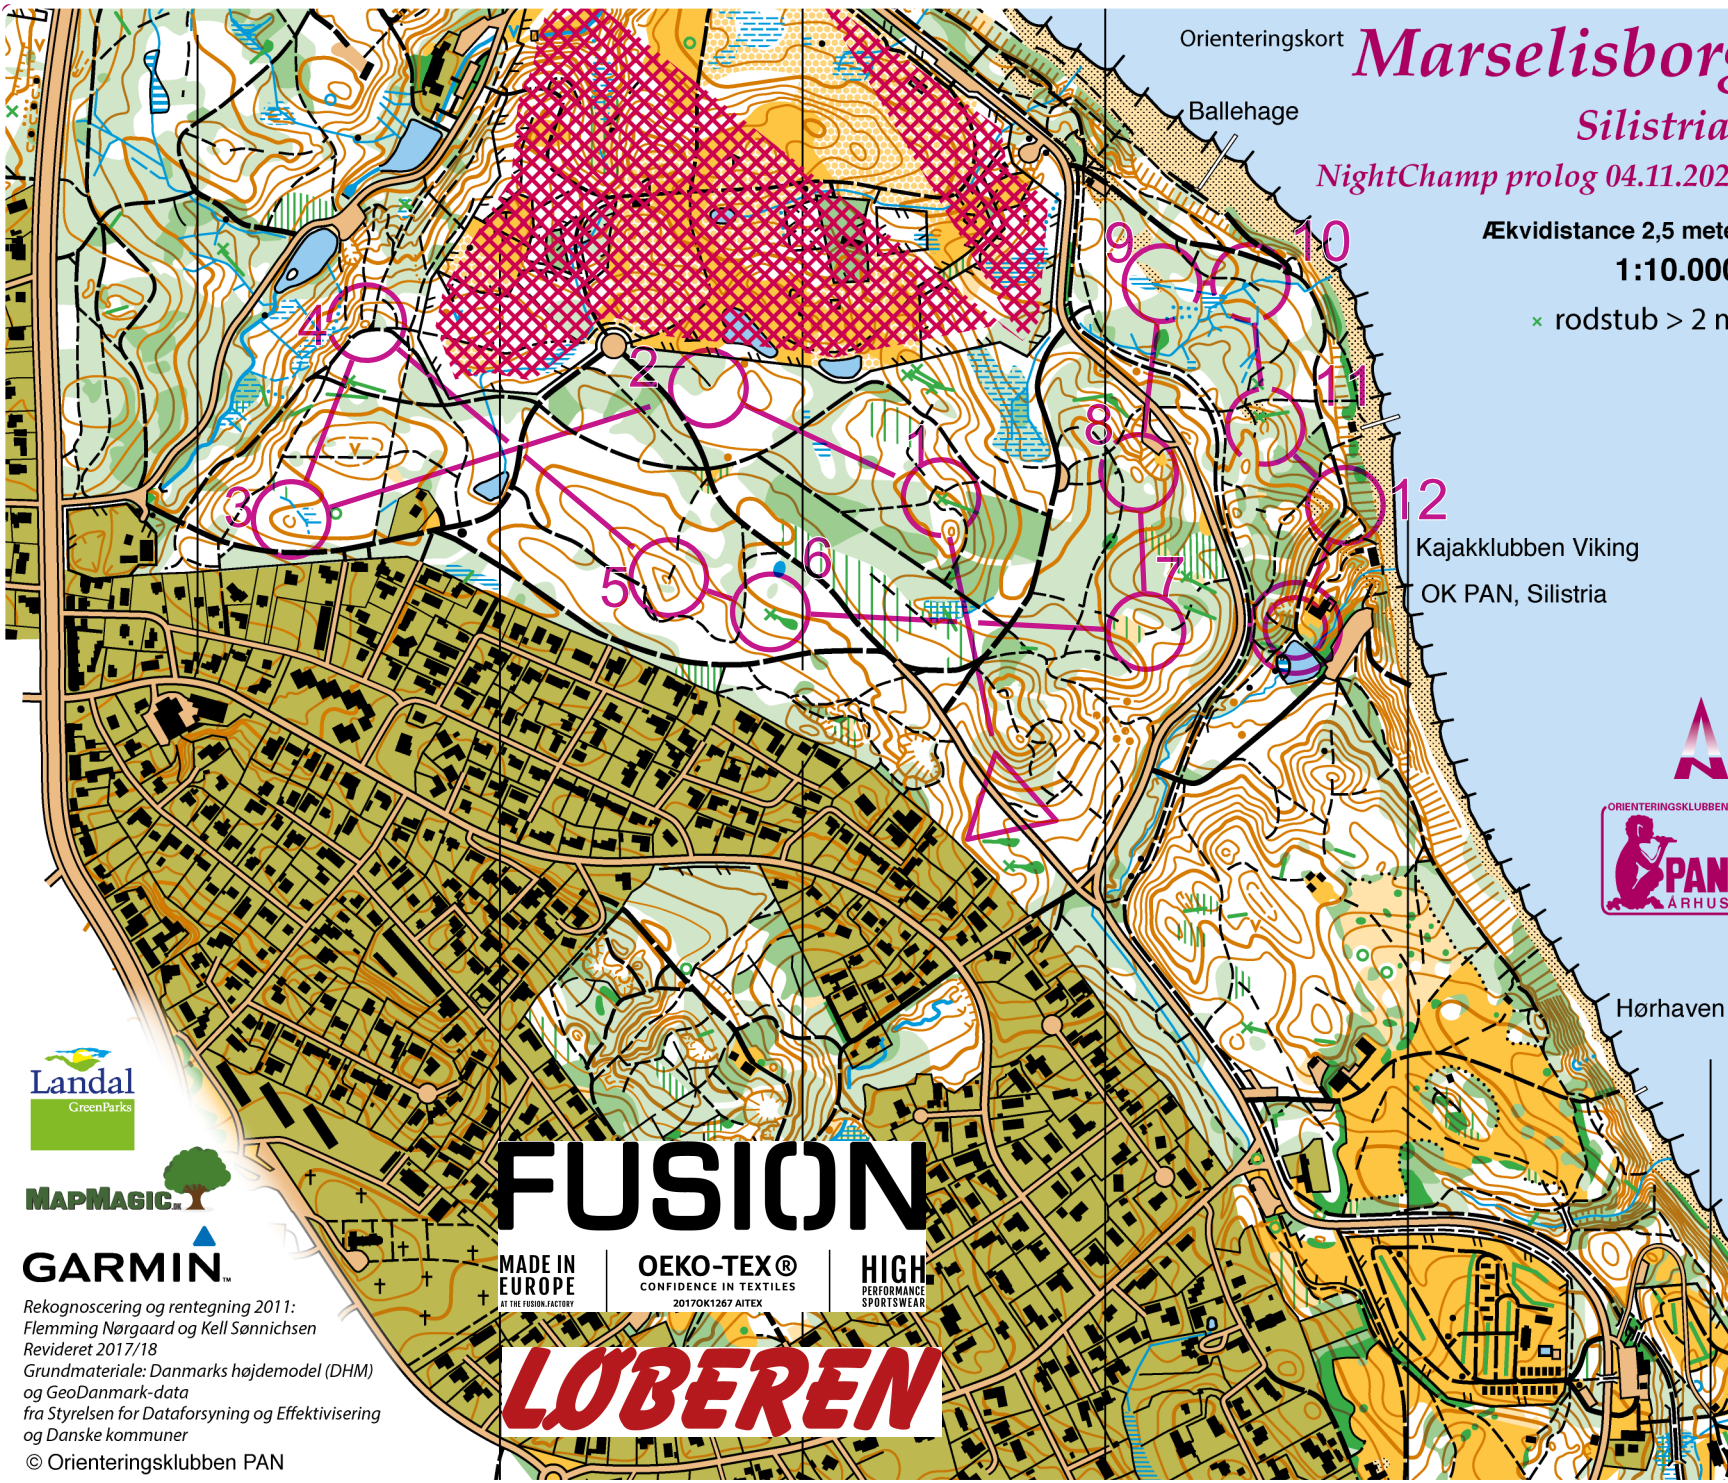 Orienteringskort
Marselisborg
Silistria
NightChamp prolog 04.11.202
Ækvidistance 2,5 mete
1:10.000
× rodstub > 2 m
Ballehage
9
10
4
2
11
8
1
3
12
6
5
7
Kajakklubben Viking
OK PAN, Silistria
ORIENTERINGSKLUBBEN
PAN
ÅRHUS
Hørhaven
Landal
GreenParks
MAPMAGIC.DK
GARMIN™
FUSION
MADE IN
EUROPE
AT THE FUSION.FACTORY
OEKO-TEX®
CONFIDENCE IN TEXTILES
2017OK1267 AITEX
HIGH
PERFORMANCE
SPORTSWEAR
LØBEREN
Rekognoscering og rentegning 2011:
Flemming Nørgaard og Kell Sønnichsen
Revideret 2017/18
Grundmateriale: Danmarks højdemodel (DHM)
og GeoDanmark-data
fra Styrelsen for Dataforsyning og Effektivisering
og Danske kommuner
© Orienteringsklubben PAN